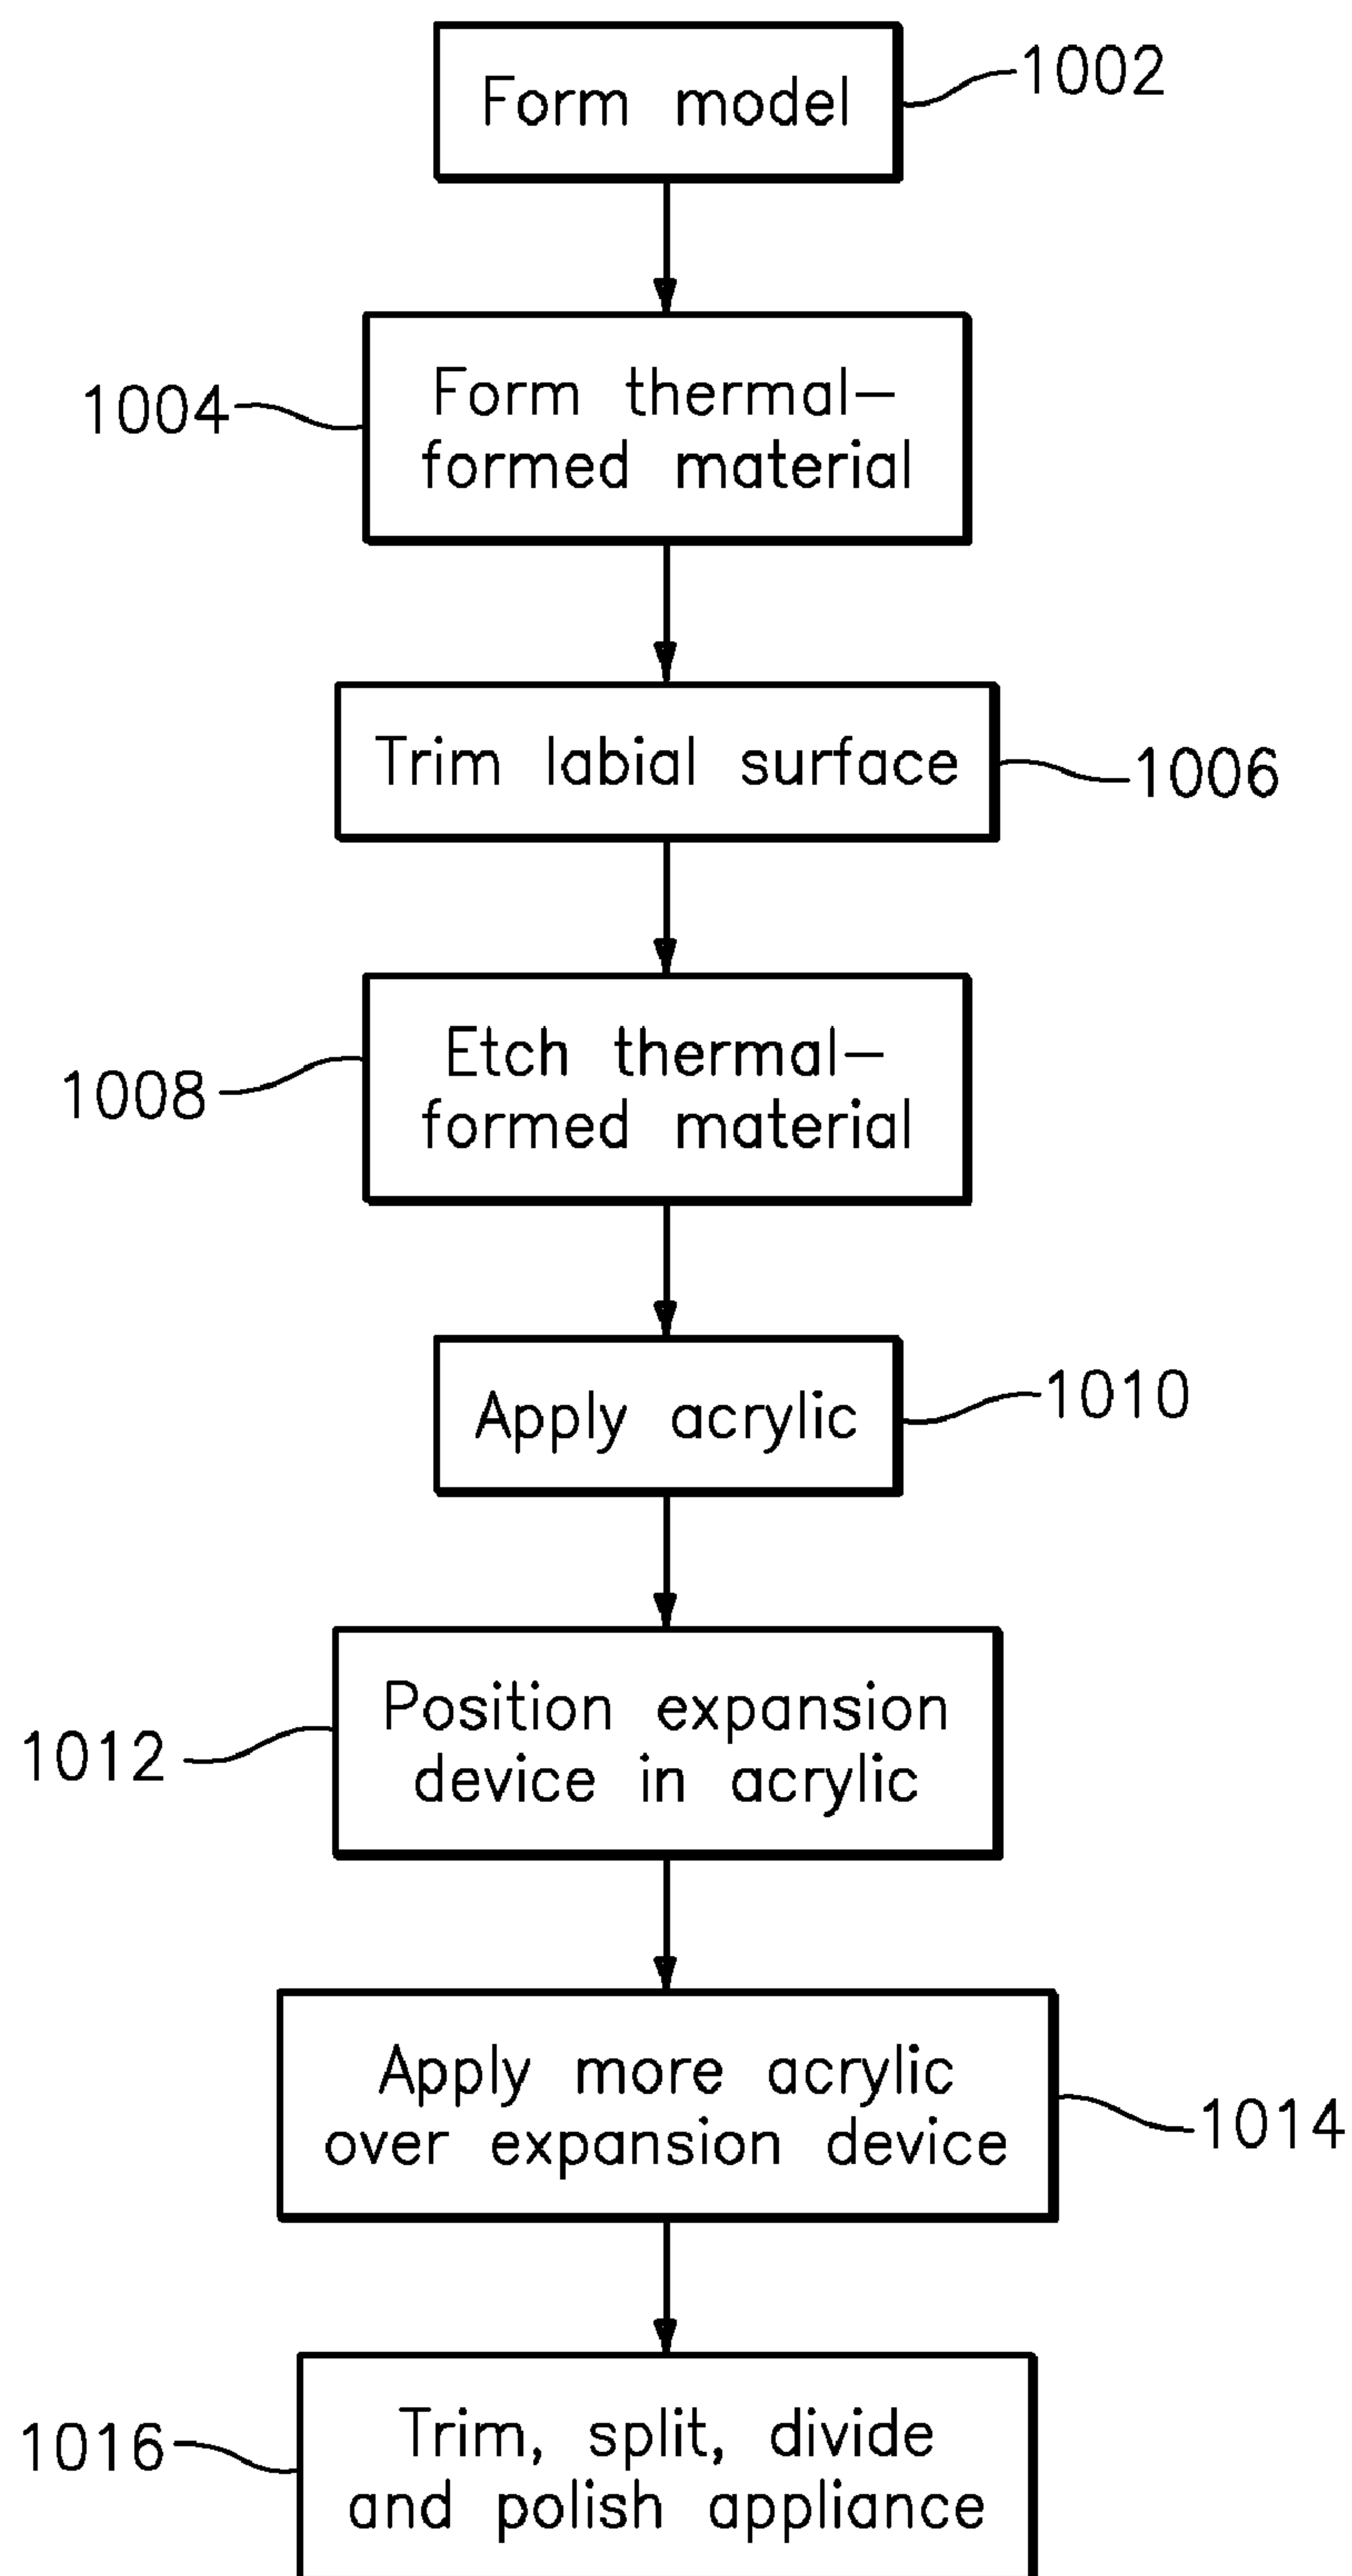 Form model
1002
Form thermal-
formed material
1004
Trim labial surface
1006
Etch thermal-
formed material
1008
Apply acrylic
1010
Position expansion
device in acrylic
1012
Apply more acrylic
over expansion device
1014
Trim, split, divide
and polish appliance
1016